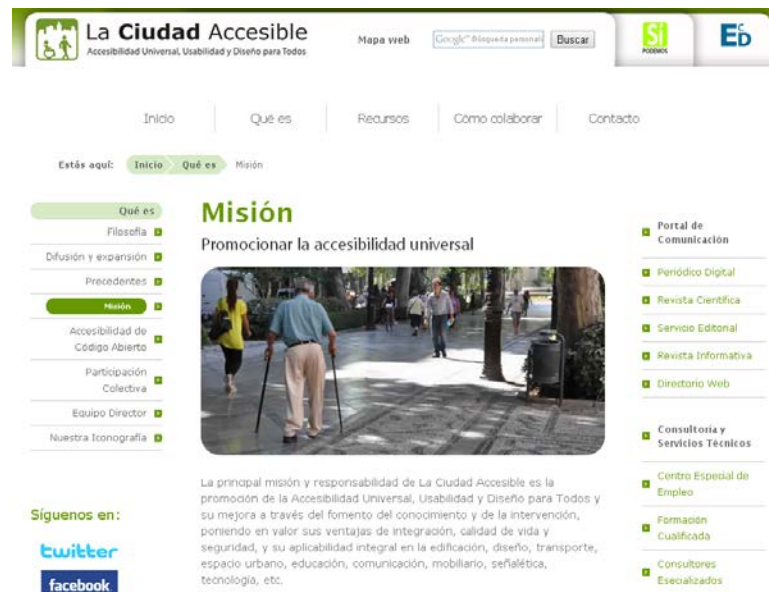 La Ciudad Accesible
Accesibilidad Universal, Usabilidad y Diseño para Todos
Mapa web
Google™ Búsqueda personali
Buscar
Sí
PODEMOS
Inicio
Qué es
Recursos
Cómo colaborar
Contacto
Estás aquí:
Inicio
Qué es
Misión
Qué es
Filosofía
Difusión y expansión
Precedentes
Misión
Accesibilidad de
Código Abierto
Participación
Colectiva
Equipo Director
Nuestra Iconografía
Síguenos en:
twitter
facebook
Misión
Promocionar la accesibilidad universal
La principal misión y responsabilidad de La Ciudad Accesible es la
promoción de la Accesibilidad Universal, Usabilidad y Diseño para Todos y
su mejora a través del fomento del conocimiento y de la intervención,
poniendo en valor sus ventajas de integración, calidad de vida y
seguridad, y su aplicabilidad integral en la edificación, diseño, transporte,
espacio urbano, educación, comunicación, mobiliario, señalética,
tecnología, etc.
Portal de
Comunicación
Periódico Digital
Revista Científica
Servicio Editorial
Revista Informativa
Directorio Web
Consultoría y
Servicios Técnicos
Centro Especial de
Empleo
Formación
Cualificada
Consultores
Esecializados